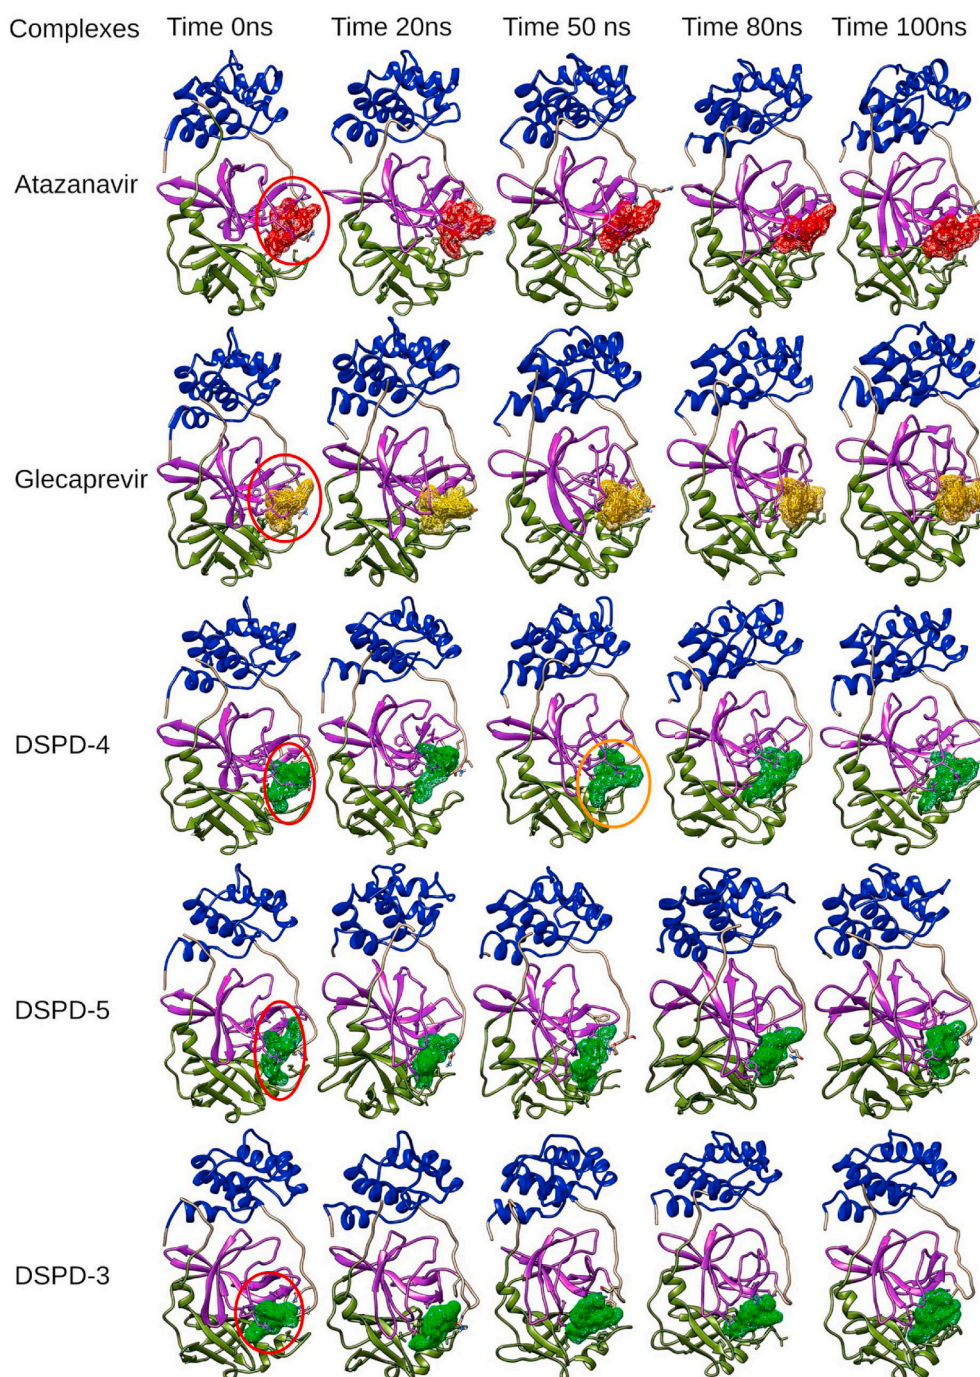 Complexes Time 0ns Time 20ns Time 50 ns Time 80ns Time 100ns
Atazanavir
Glecaprevir
DSPD-4
DSPD-5
DSPD-3